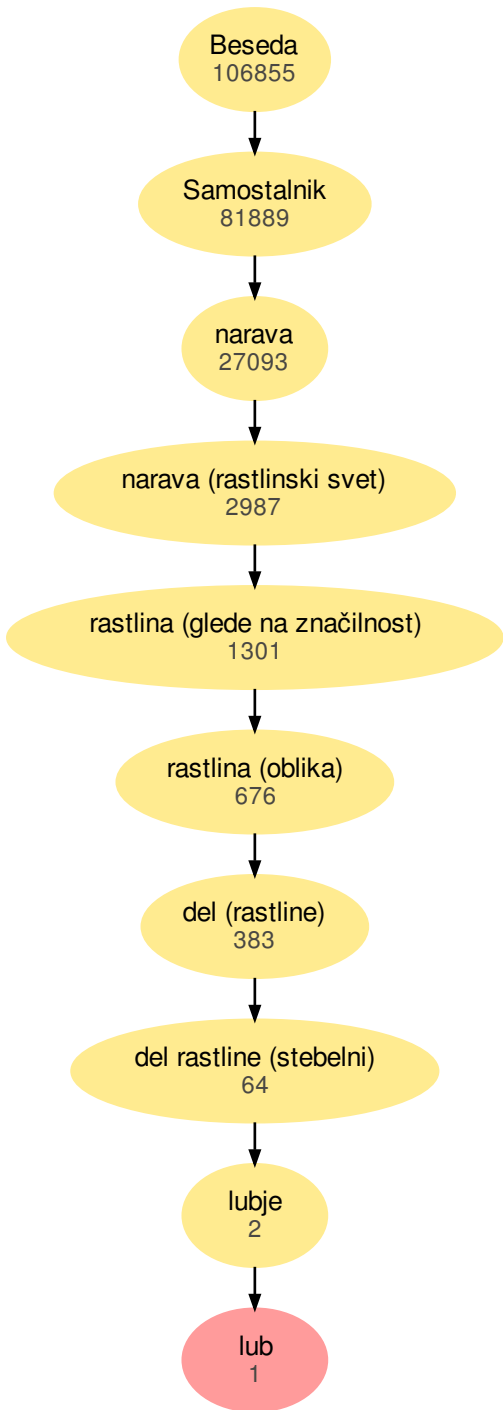 Beseda
106855
Samostalnik
81889
narava
27093
narava (rastlinski svet)
2987
rastlina (glede na značilnost)
1301
rastlina (oblika)
676
del (rastline)
383
del rastline (stebelni)
64
lubje
2
lub
1